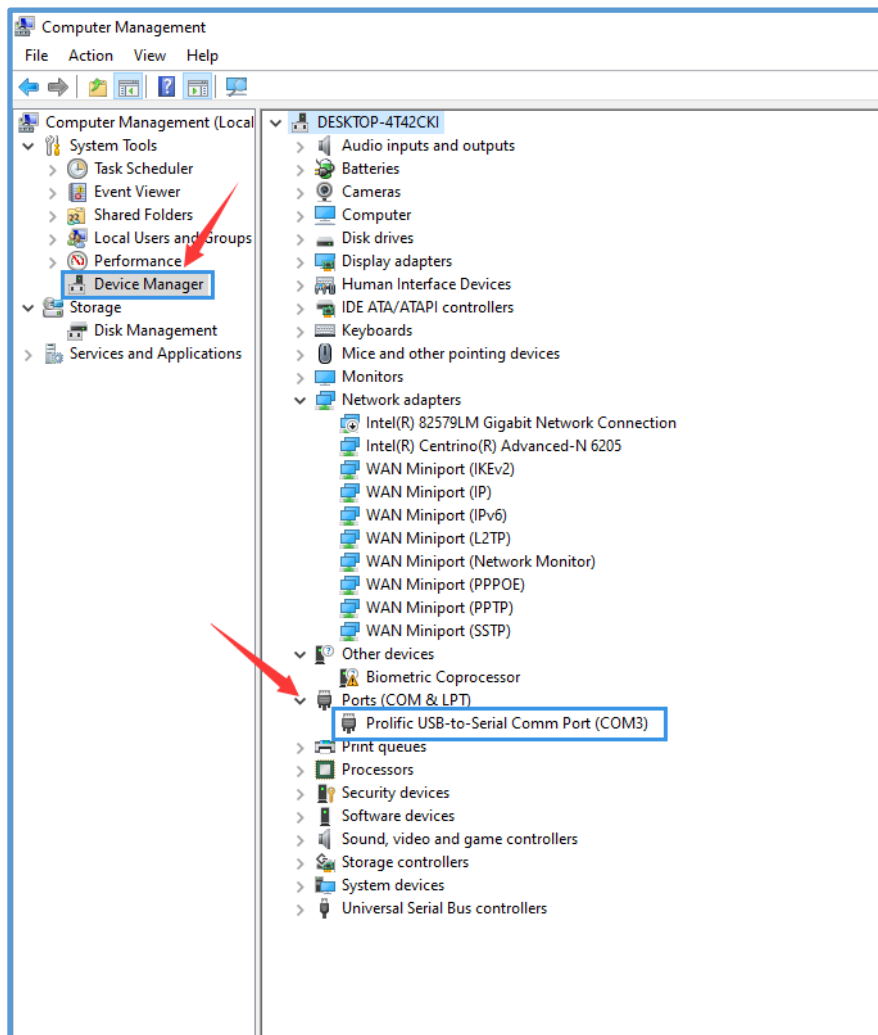 Computer Management
File Action View Help
Computer Management (Local
System Tools
Task Scheduler
Event Viewer
Shared Folders
Local Users and Groups
Performance
Device Manager
Storage
Disk Management
Services and Applications
DESKTOP-4T42CKI
Audio inputs and outputs
Batteries
Cameras
Computer
Disk drives
Display adapters
Human Interface Devices
IDE ATA/ATAPI controllers
Keyboards
Mice and other pointing devices
Monitors
Network adapters
Intel(R) 82579LM Gigabit Network Connection
Intel(R) Centrino(R) Advanced-N 6205
WAN Miniport (IKEv2)
WAN Miniport (IP)
WAN Miniport (IPv6)
WAN Miniport (L2TP)
WAN Miniport (Network Monitor)
WAN Miniport (PPPOE)
WAN Miniport (PPTP)
WAN Miniport (SSTP)
Other devices
Biometric Coprocessor
Ports (COM & LPT)
Prolific USB-to-Serial Comm Port (COM3)
Print queues
Processors
Security devices
Software devices
Sound, video and game controllers
Storage controllers
System devices
Universal Serial Bus controllers